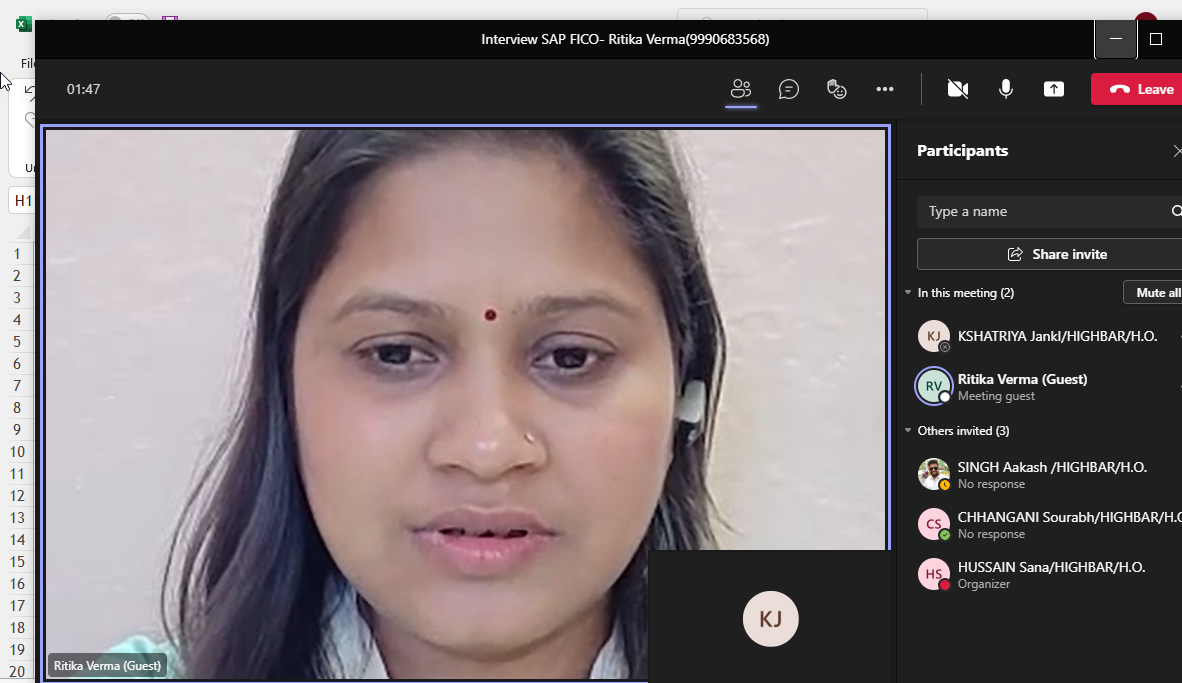 Interview SAP FICO- Ritika Verma(9990683568)
File
01:47
Leave
H1
1
2
3
4
5
6
7
8
9
10
11
12
13
14
15
16
17
18
19
20
Ritika Verma (Guest)
KJ
Participants
Type a name
Share invite
In this meeting (2)
Mute all
KJ
KSHATRIYA JankI/HIGHBAR/H.O.
RV
Ritika Verma (Guest)
Meeting guest
Others invited (3)
SINGH Aakash /HIGHBAR/H.O.
No response
CS
CHHANGANI Sourabh/HIGHBAR/H.O
No response
HS
HUSSAIN Sana/HIGHBAR/H.O.
Organizer